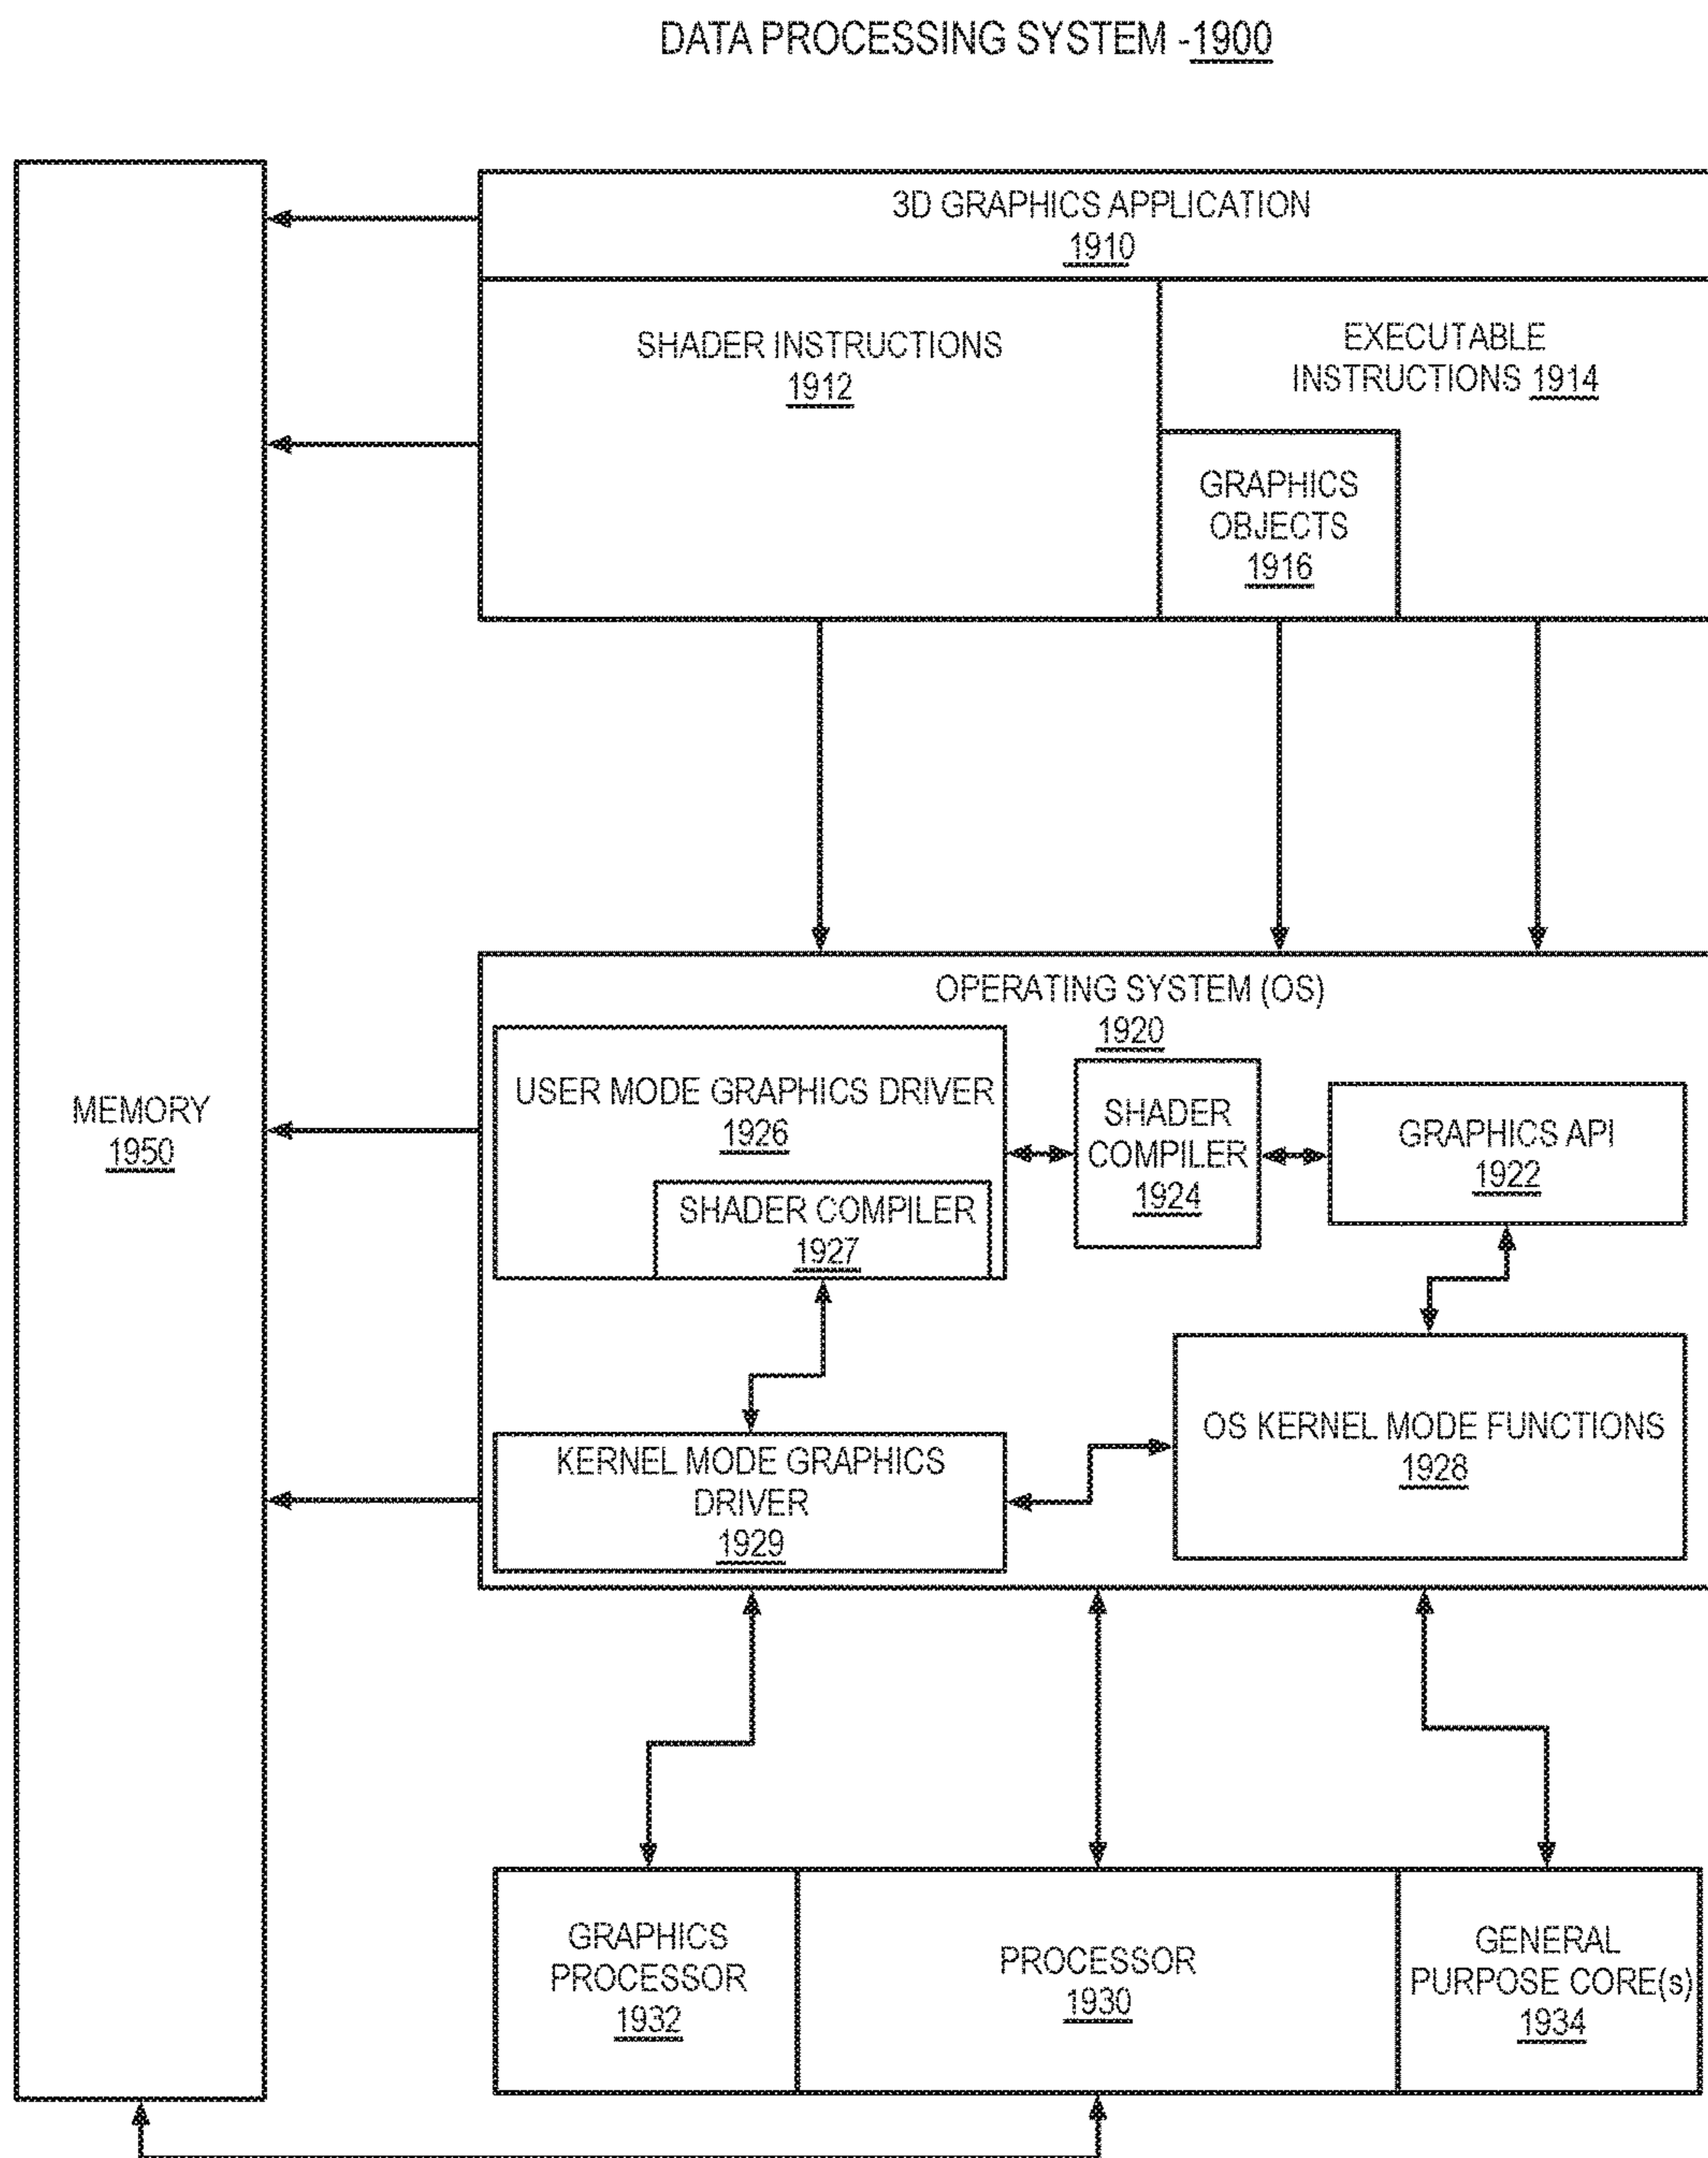 DATA PROCESSING SYSTEM -1900
3D GRAPHICS APPLICATION
1910
SHADER INSTRUCTIONS
1912
EXECUTABLE
INSTRUCTIONS 1914
GRAPHICS
OBJECTS
1916
MEMORY
1950
OPERATING SYSTEM (OS)
1920
USER MODE GRAPHICS DRIVER
1926
SHADER COMPILER
1927
SHADER
COMPILER
1924
GRAPHICS API
1922
KERNEL MODE GRAPHICS
DRIVER
1929
OS KERNEL MODE FUNCTIONS
1928
GRAPHICS
PROCESSOR
1932
PROCESSOR
1930
GENERAL
PURPOSE CORE(s)
1934